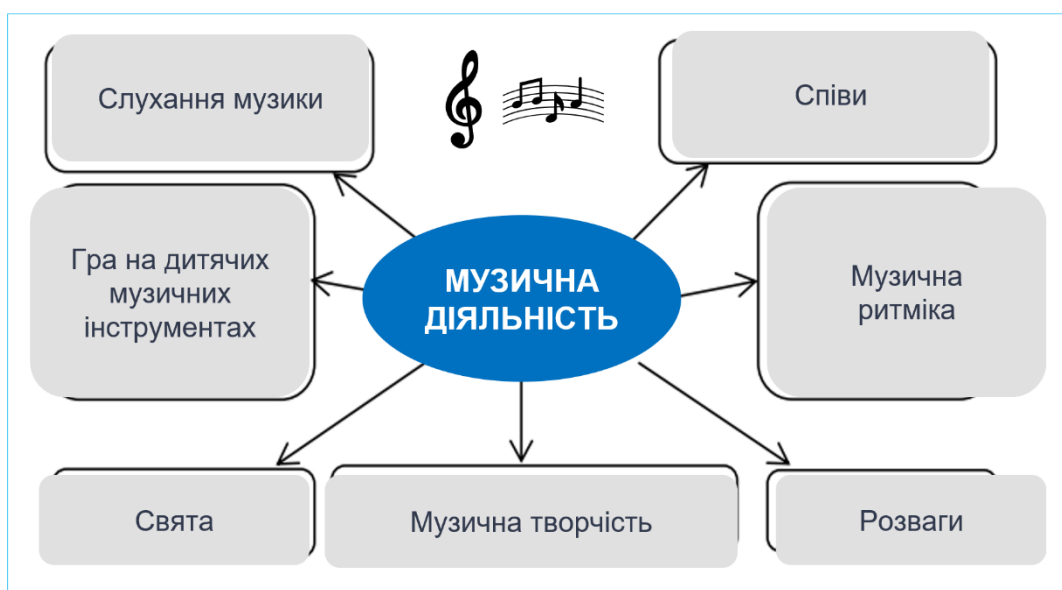 Слухання музики
Співи
Гра на дитячих
музичних
інструментах
МУЗИЧНА
ДІЯЛЬНІСТЬ
Музична
ритміка
Свята
Музична творчість
Розваги